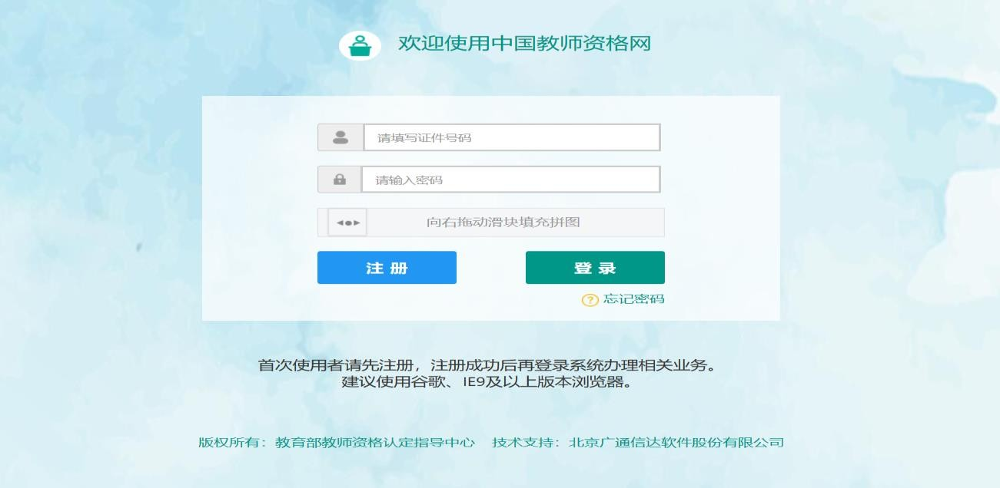 欢迎使用中国教师资格网
请填写证件号码
请输入密码
向右拖动滑块填充拼图
注 册 登 录
? 忘记密码
首次使用者请先注册，注册成功后再登录系统办理相关业务。
建议使用谷歌、IE9及以上版本浏览器。
版权所有：教育部教师资格认定指导中心 技术支持：北京广通信达软件股份有限公司